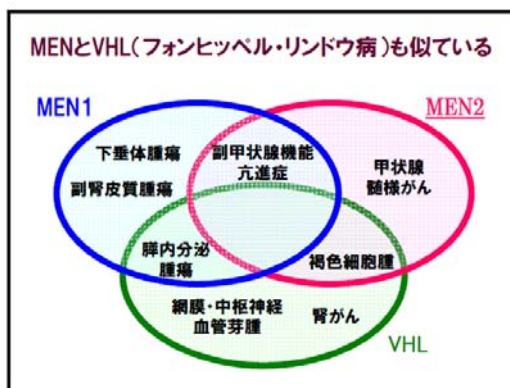 MENとVHL(フォンヒッペル・リンドウ病)も似ている
MEN1
MEN2
下垂体腫瘍
副腎皮質腫瘍
副甲状腺機能
亢進症
甲状腺
髄様がん
膵内分泌
腫瘍
褐色細胞腫
網膜・中枢神経
血管芽腫
腎がん
VHL